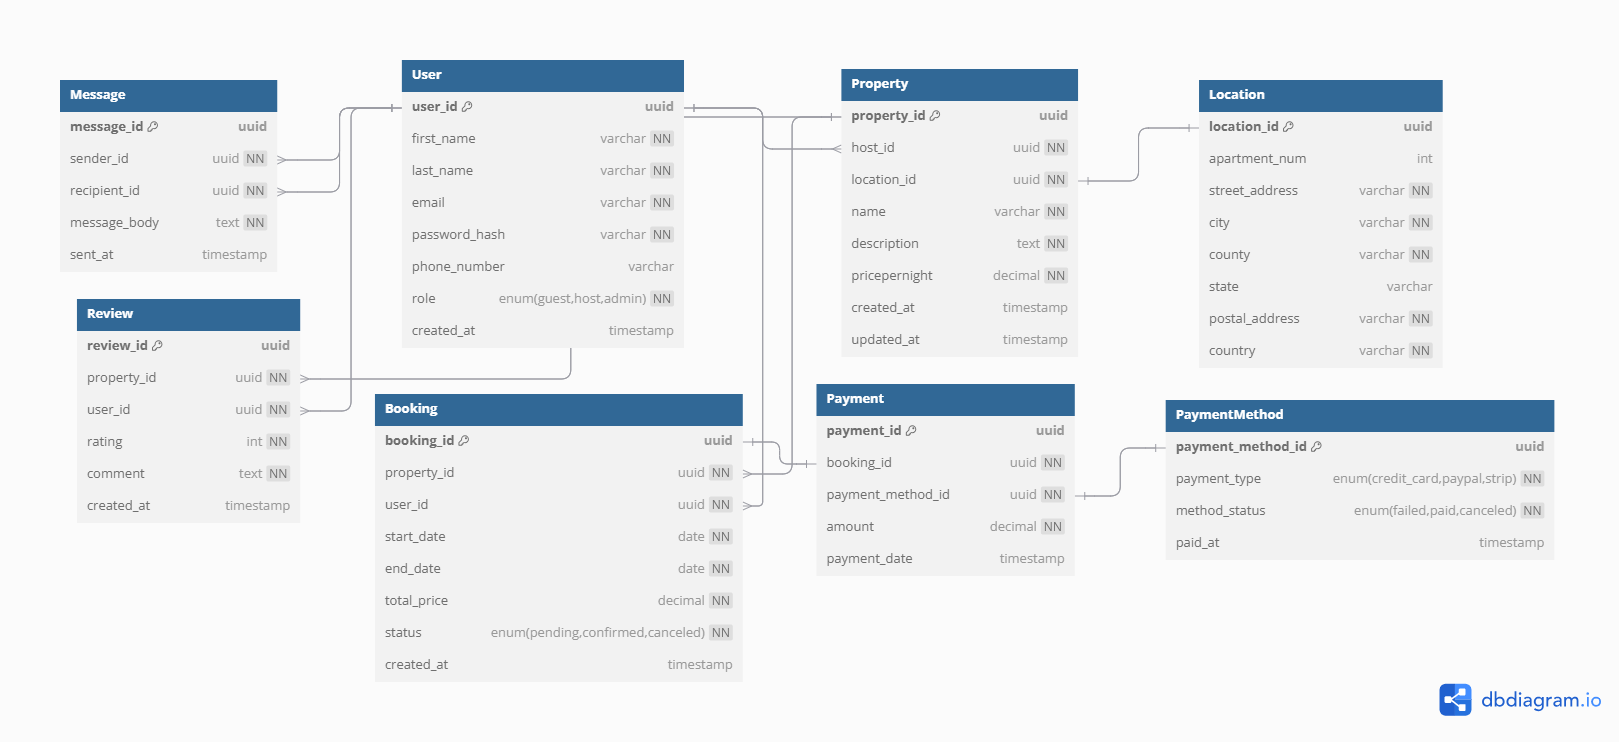 Message
message_id uuid
sender_id uuid NN
recipient_id uuid NN
message_body text NN
sent_at timestamp
User
user_id uuid
first_name varchar NN
last_name varchar NN
email varchar NN
password_hash varchar NN
phone_number varchar
role enum(guest,host,admin) NN
created_at timestamp
Property
property_id uuid
host_id uuid NN
location_id uuid NN
name varchar NN
description text NN
pricepernight decimal NN
created_at timestamp
updated_at timestamp
Location
location_id uuid
apartment_num int
street_address varchar NN
city varchar NN
county varchar NN
state varchar
postal_address varchar NN
country varchar NN
Review
review_id uuid
property_id uuid NN
user_id uuid NN
rating int NN
comment text NN
created_at timestamp
Booking
booking_id uuid
property_id uuid NN
user_id uuid NN
start_date date NN
end_date date NN
total_price decimal NN
status enum(pending,confirmed,canceled) NN
created_at timestamp
Payment
payment_id uuid
booking_id uuid NN
payment_method_id uuid NN
amount decimal NN
payment_date timestamp
PaymentMethod
payment_method_id uuid
payment_type enum(credit_card,paypal,strip) NN
method_status enum(failed,paid,canceled) NN
paid_at timestamp
dbdiagram.io